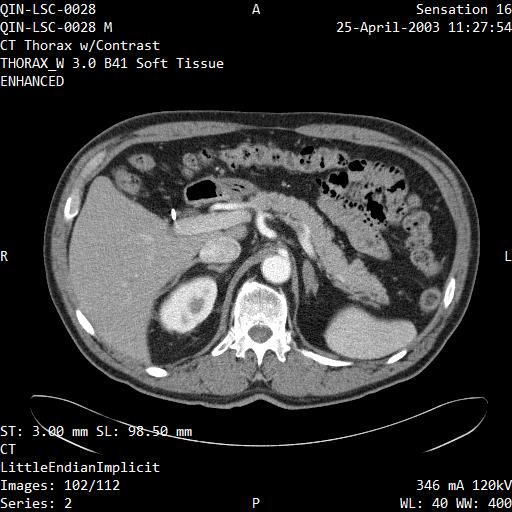 QIN-LSC-0028
A
Sensation 16
QIN-LSC-0028 M
25-April-2003 11:27:54
CT Thorax w/Contrast
THORAX_W 3.0 B41 Soft Tissue
ENHANCED
R
L
ST: 3.00 mm SL: 98.50 mm
CT
LittleEndianImplicit
Images: 102/112
346 mA 120kV
Series: 2
P
WL: 40 WW: 400